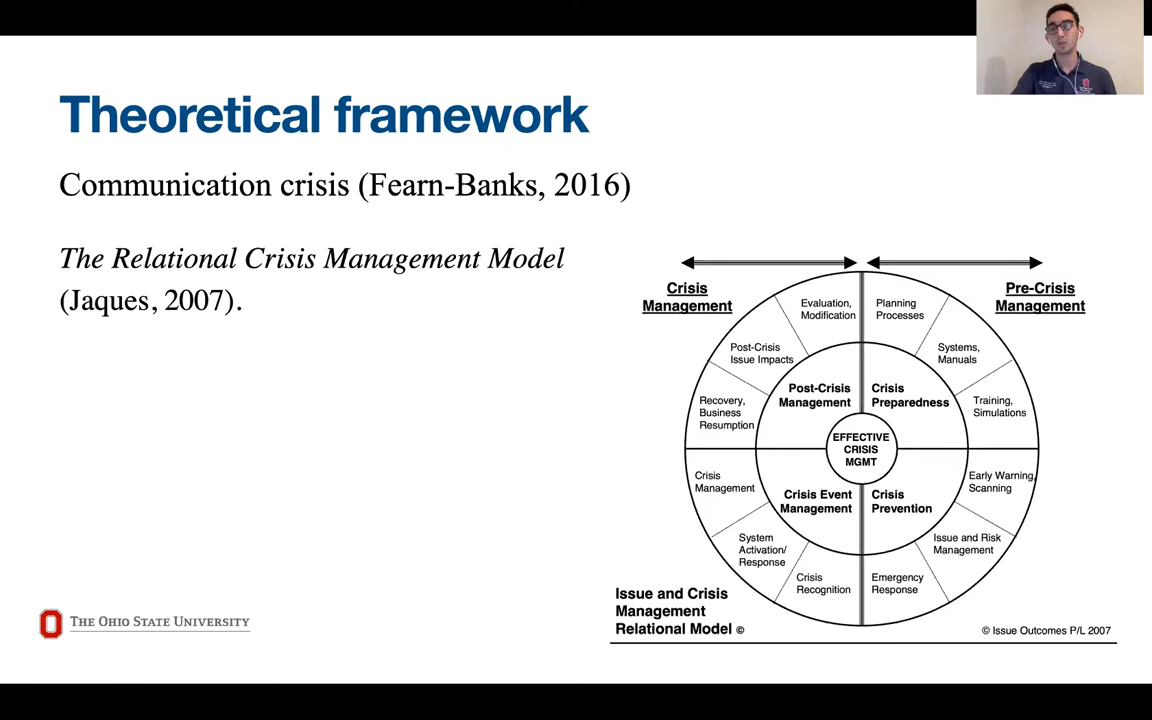 Theoretical framework
Communication crisis (Fearn-Banks, 2016)
The Relational Crisis Management Model
(Jaques, 2007).
Crisis
Management
Pre-Crisis
Management
Evaluation,
Modification
Planning
Processes
Post-Crisis
Issue Impacts
Systems,
Manuals
Recovery,
Business
Resumption
Training,
Simulations
Post-Crisis
Management
Crisis
Preparedness
EFFECTIVE
CRISIS
MGMT
Crisis Event
Management
Crisis
Prevention
Crisis
Management
Early Warning,
Scanning
System
Activation/
Response
Issue and Risk
Management
Crisis
Recognition
Emergency
Response
Issue and Crisis
Management
Relational Model ©
© Issue Outcomes P/L 2007
THE OHIO STATE UNIVERSITY